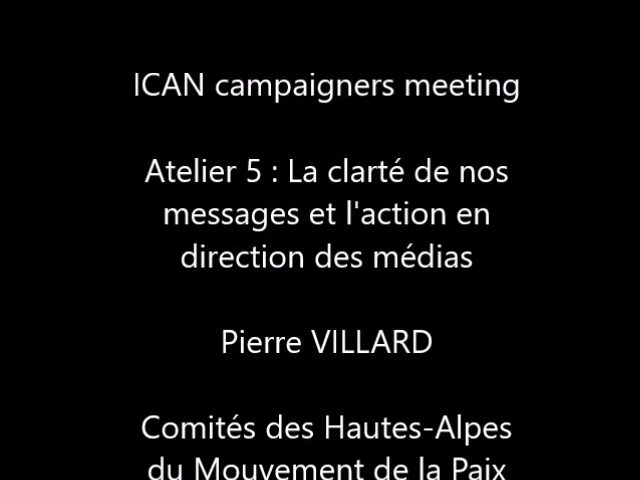 ICAN campaigners meeting
Atelier 5 : La clarté de nos
messages et l'action en
direction des médias
Pierre VILLARD
Comités des Hautes-Alpes
du Mouvement de la Paix